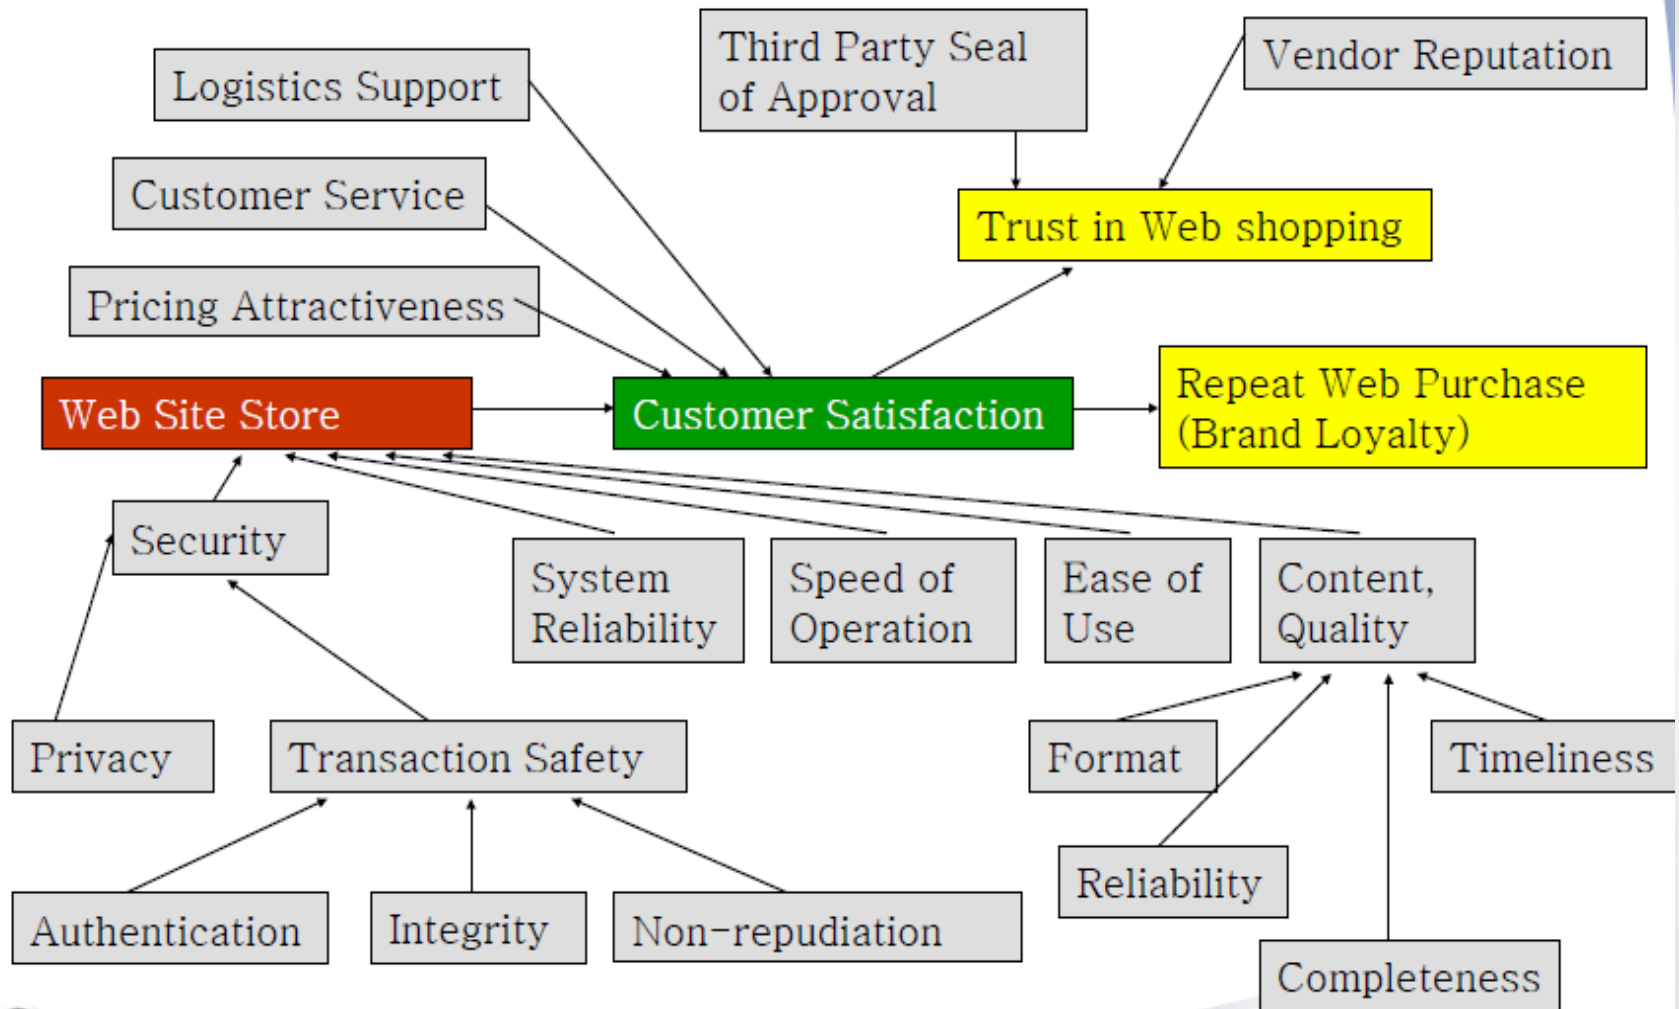 Third Party Seal
of Approval
Vendor Reputation
Logistics Support
Customer Service
Trust in Web shopping
Pricing Attractiveness
Web Site Store
Customer Satisfaction
Repeat Web Purchase
(Brand Loyalty)
Security
System
Reliability
Speed of
Operation
Ease of
Use
Content,
Quality
Privacy
Transaction Safety
Format
Timeliness
Reliability
Authentication
Integrity
Non-repudiation
Completeness